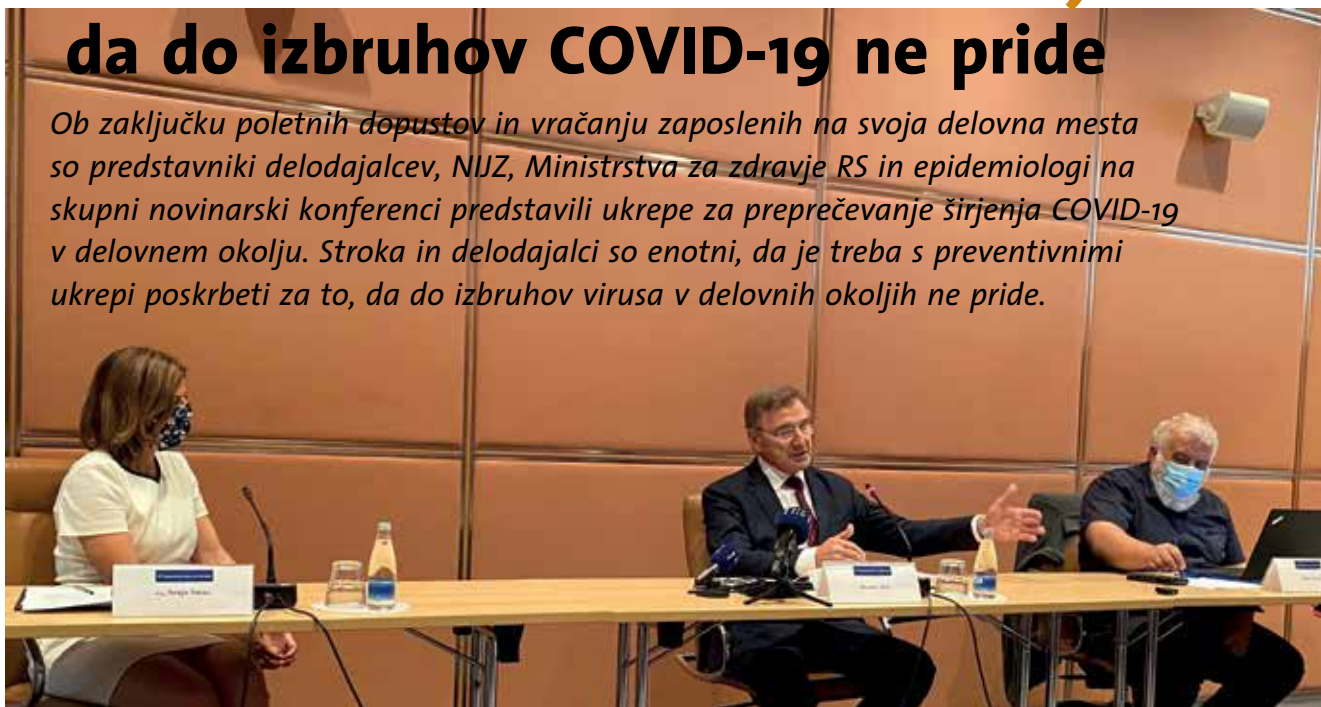 da do izbruhov COVID-19 ne pride
Ob zaključku poletnih dopustov in vračanju zaposlenih na svoja delovna mesta
so predstavniki delodajalcev, NIJZ, Ministrstva za zdravje RS in epidemiologi na
skupni novinarski konferenci predstavili ukrepe za preprečevanje širjenja COVID-19
v delovnem okolju. Stroka in delodajalci so enotni, da je treba s preventivnimi
ukrepi poskrbeti za to, da do izbruhov virusa v delovnih okoljih ne pride.